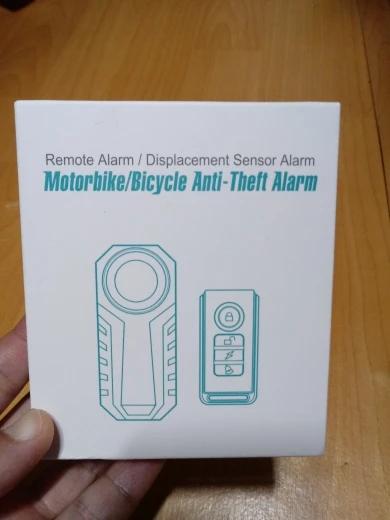 Remote Alarm / Displacement Sensor Alarm
Motorbike/Bicycle Anti-Theft Alarm